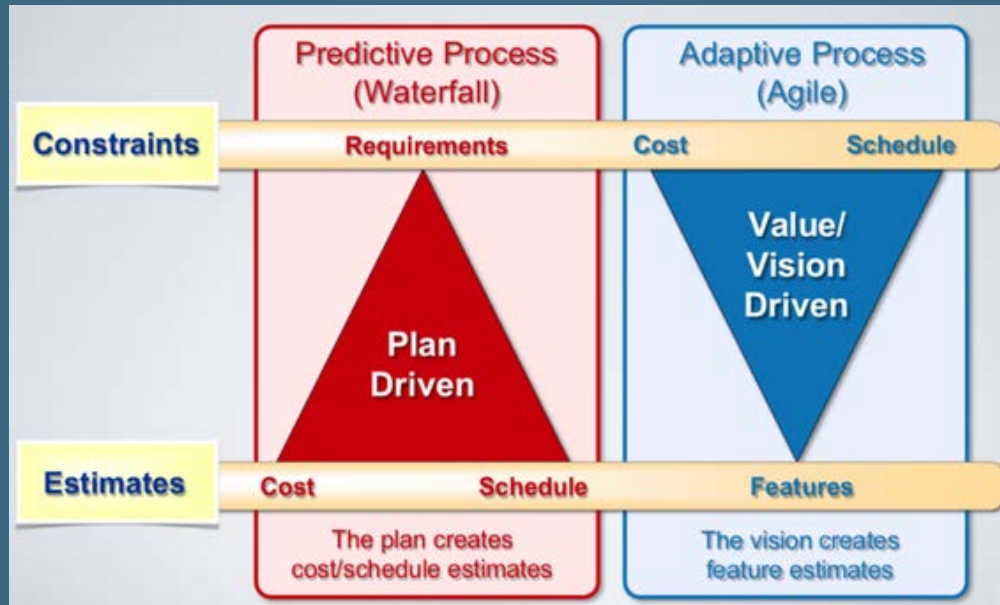 Predictive Process
(Waterfall)
Adaptive Process
(Agile)
Constraints
Requirements
Cost
Schedule
Plan
Driven
Value/
Vision
Driven
Estimates
Cost
Schedule
Features
The plan creates
cost/schedule estimates
The vision creates
feature estimates